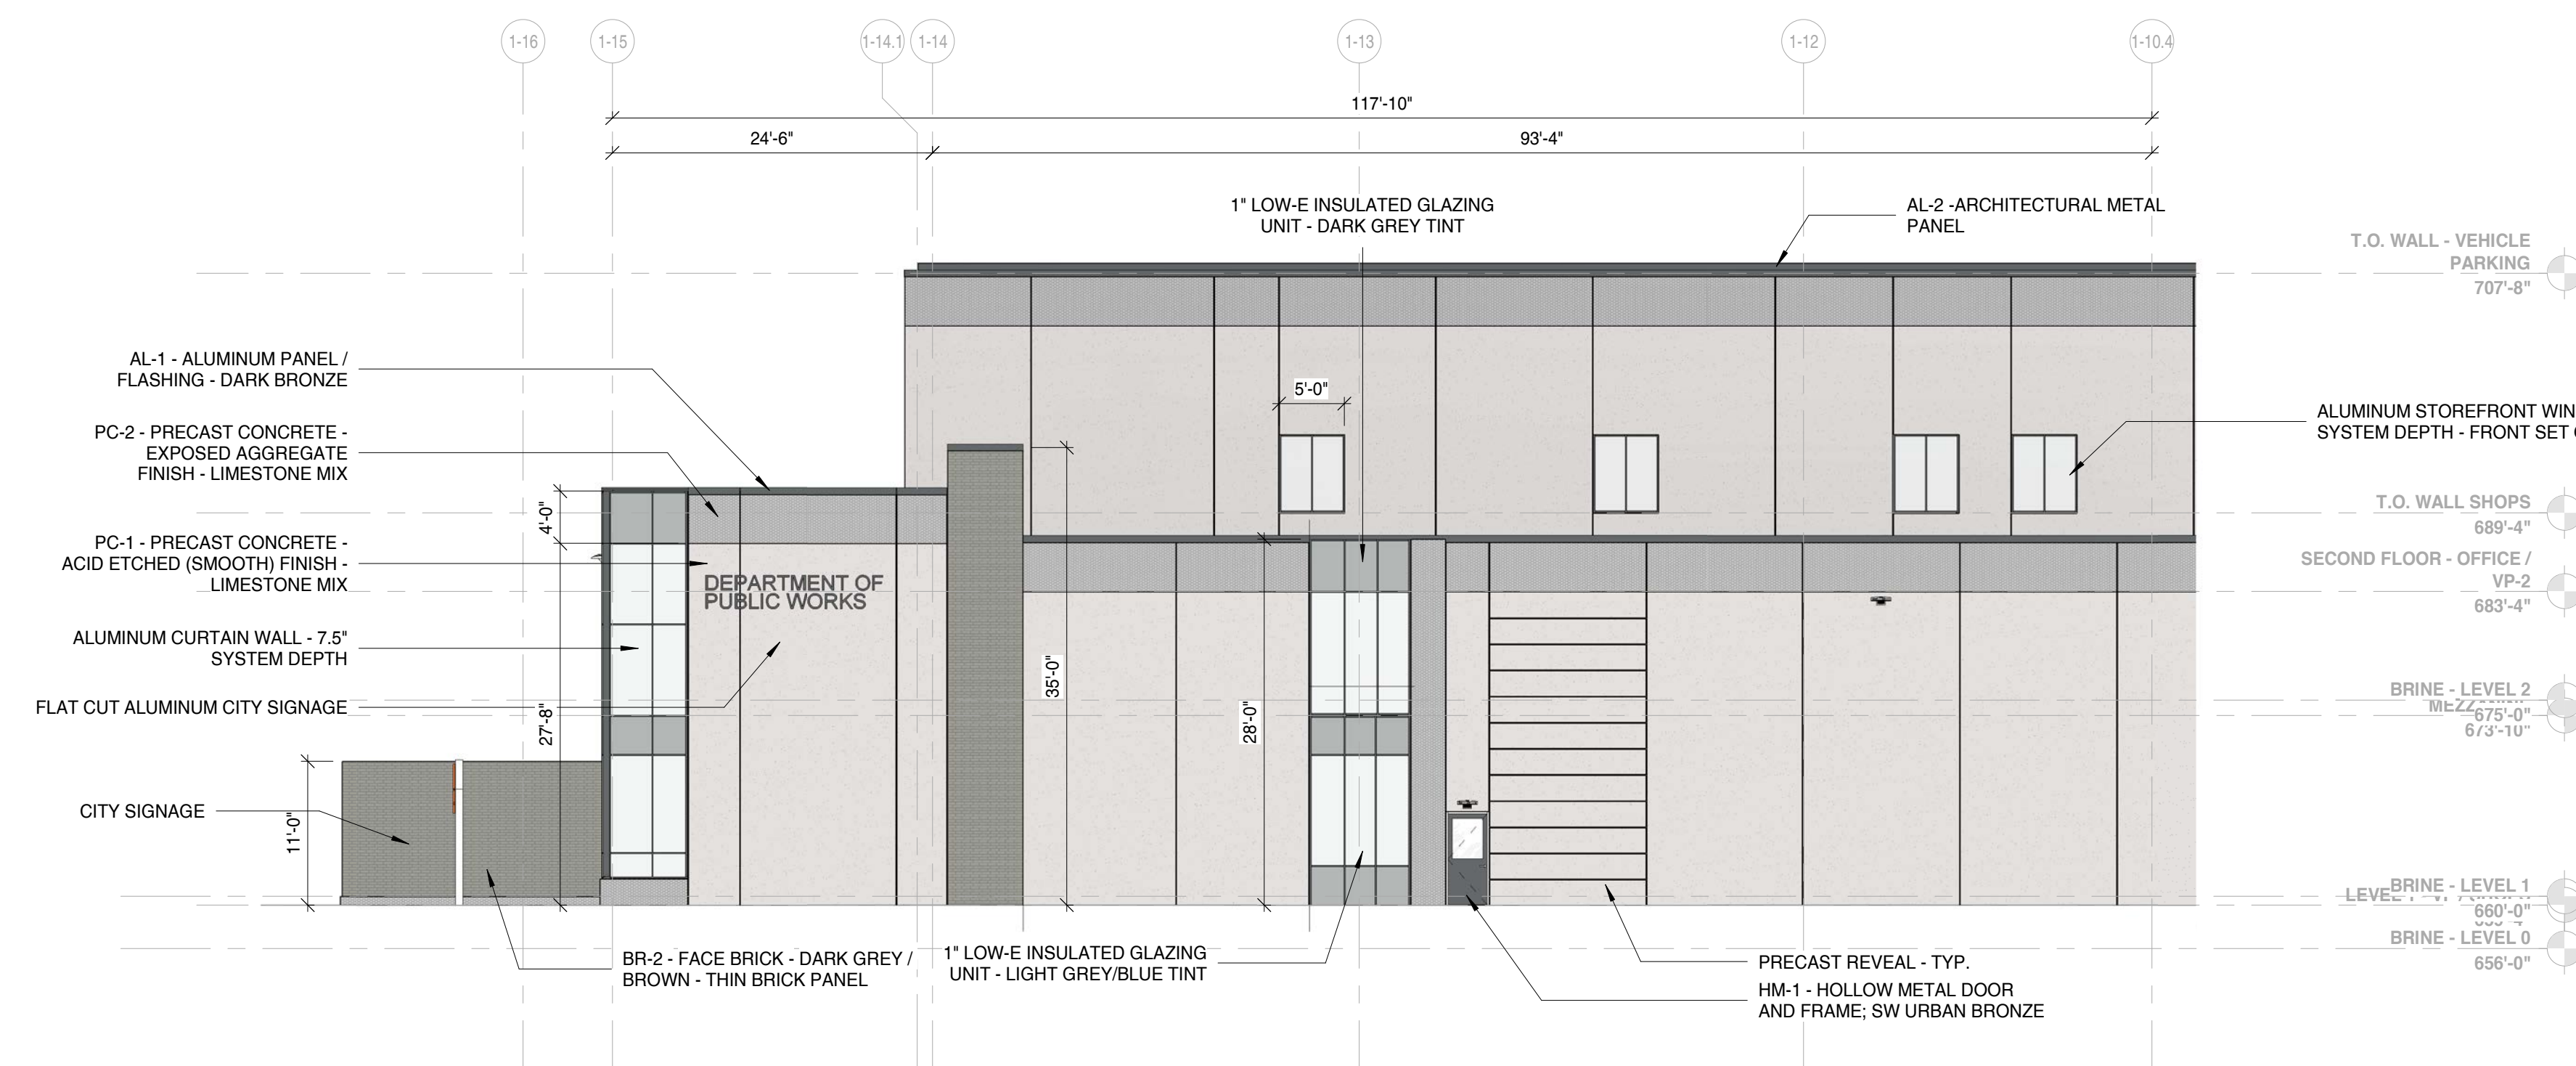 1-16
1-15
1-14.1
1-14
1-13
1-12
1-10.4
117'-10"
24'-6"
93'-4"
1" LOW-E INSULATED GLAZING
UNIT - DARK GREY TINT
AL-2 -ARCHITECTURAL METAL
PANEL
T.O. WALL - VEHICLE
PARKING
707'-8"
AL-1 - ALUMINUM PANEL /
FLASHING - DARK BRONZE
5'-0"
PC-2 - PRECAST CONCRETE -
EXPOSED AGGREGATE
FINISH - LIMESTONE MIX
ALUMINUM STOREFRONT WIN
SYSTEM DEPTH - FRONT SET
4'-0"
T.O. WALL SHOPS
689'-4"
PC-1 - PRECAST CONCRETE -
ACID ETCHED (SMOOTH) FINISH -
LIMESTONE MIX
DEPARTMENT OF
PUBLIC WORKS
SECOND FLOOR - OFFICE /
VP-2
683'-4"
ALUMINUM CURTAIN WALL - 7.5"
SYSTEM DEPTH
35'-0"
FLAT CUT ALUMINUM CITY SIGNAGE
27'-8"
28'-0"
BRINE - LEVEL 2
675'-0"
673'-10"
CITY SIGNAGE
11'-0"
BRINE - LEVEL 1
660'-0"
BRINE - LEVEL 0
656'-0"
BR-2 - FACE BRICK - DARK GREY /
BROWN - THIN BRICK PANEL
1" LOW-E INSULATED GLAZING
UNIT - LIGHT GREY/BLUE TINT
PRECAST REVEAL - TYP.
HM-1 - HOLLOW METAL DOOR
AND FRAME; SW URBAN BRONZE